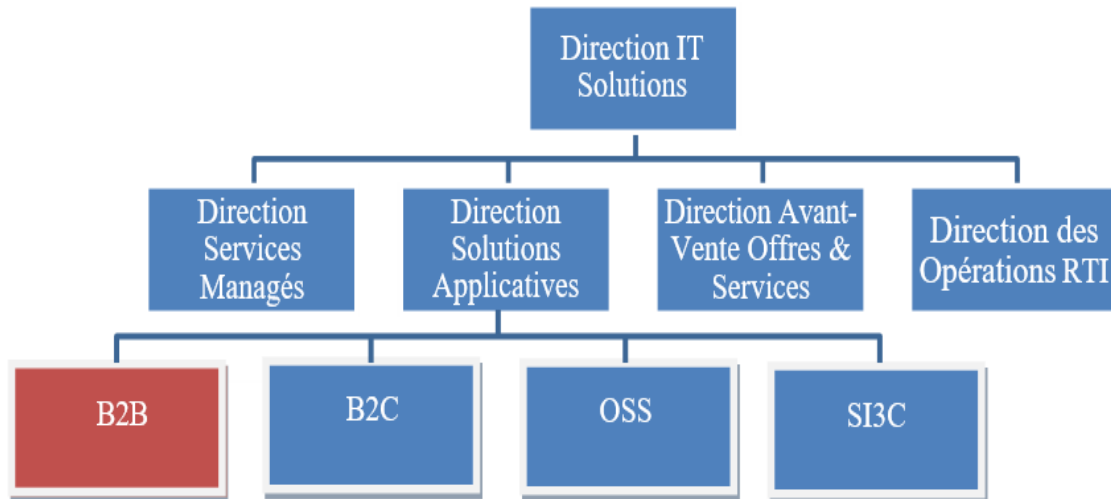 Direction IT
Solutions
Direction
Services
Managés
Direction
Solutions
Applicatives
Direction Avant-
Vente Offres &
Services
Direction des
Opérations RTI
B2B
B2C
OSS
SI3C